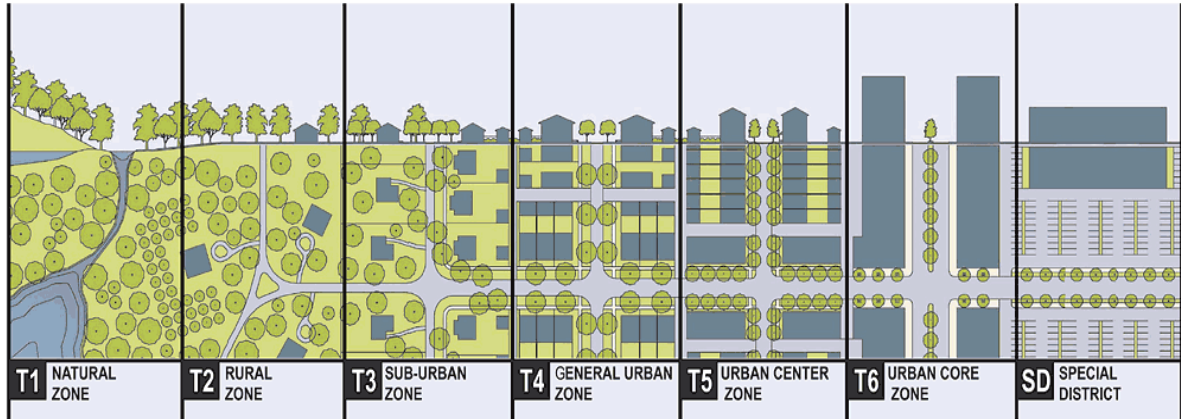 T1 NATURAL
ZONE
T2 RURAL
ZONE
T3 SUB-URBAN
ZONE
T4 GENERAL URBAN
ZONE
T5 URBAN CENTER
ZONE
T6 URBAN CORE
ZONE
SD SPECIAL
DISTRICT